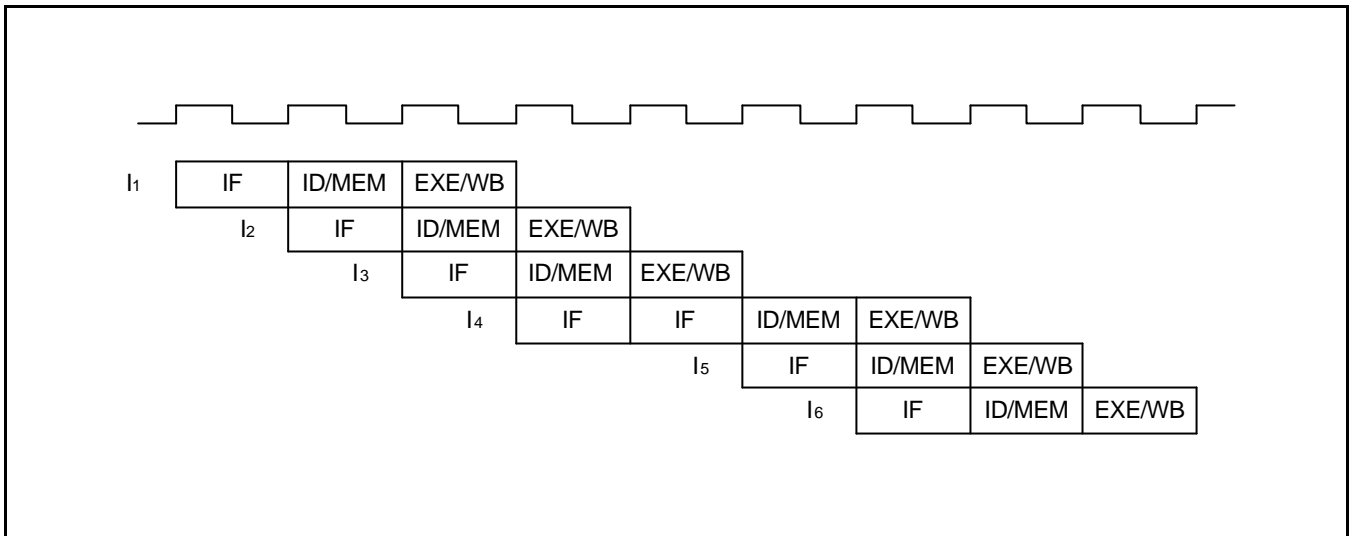 I1 IF ID/MEM EXE/WB
I2 IF ID/MEM EXE/WB
I3 IF ID/MEM EXE/WB
I4 IF IF ID/MEM EXE/WB
I5 IF ID/MEM EXE/WB
I6 IF ID/MEM EXE/WB